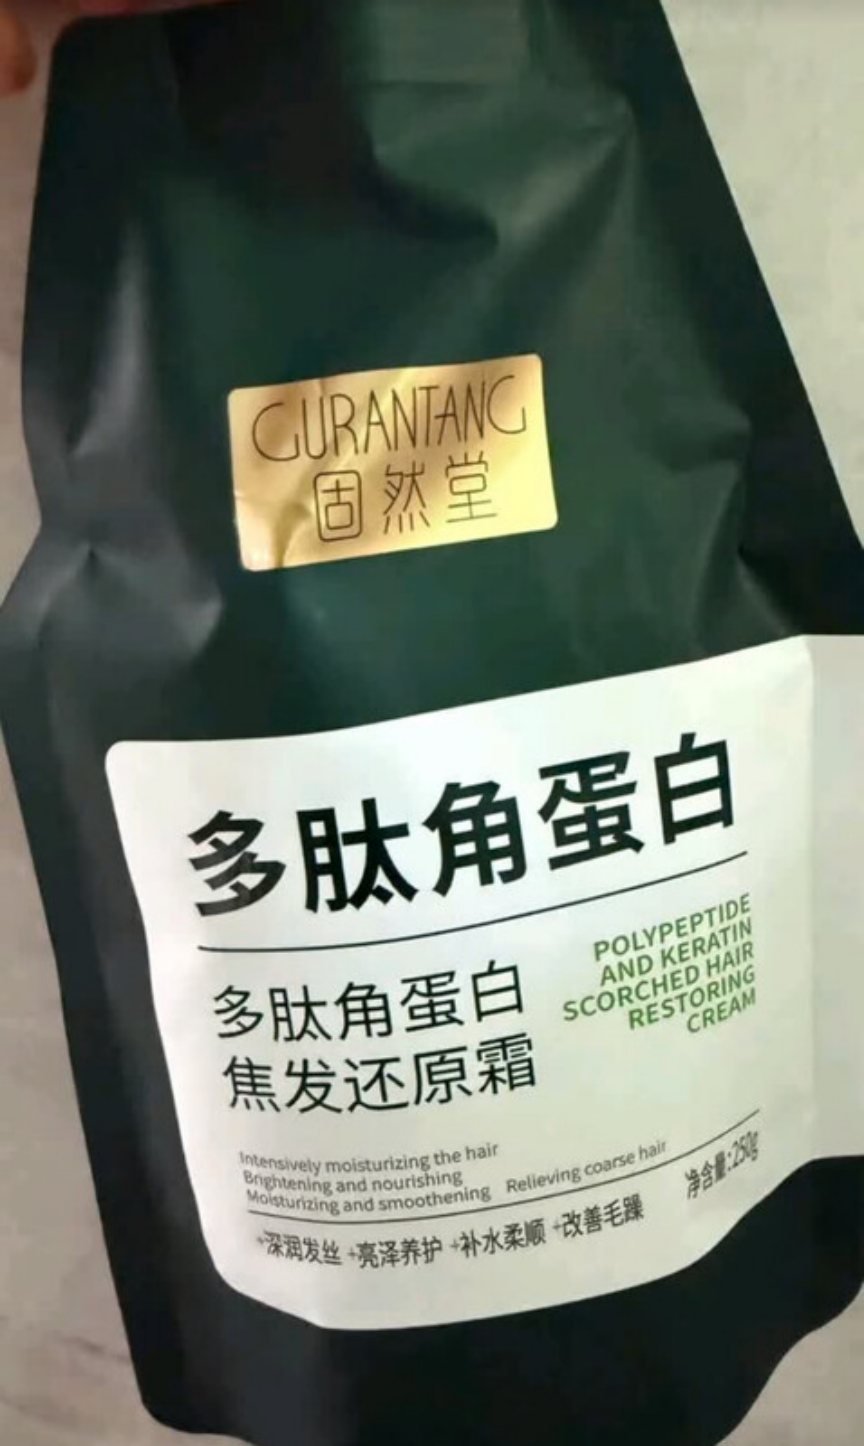 GURANTANG
固然堂
多肽角蛋白
多肽角蛋白
焦发还原霜
POLYPEPTIDE
AND KERATIN
SCORCHED HAIR
RESTORING
CREAM
Intensively moisturizing the hair
Brightening and nourishing
Moisturizing and smoothening Relieving coarse hair
净含量:250g
+深润发丝 +亮泽养护 +补水柔顺 +改善毛躁